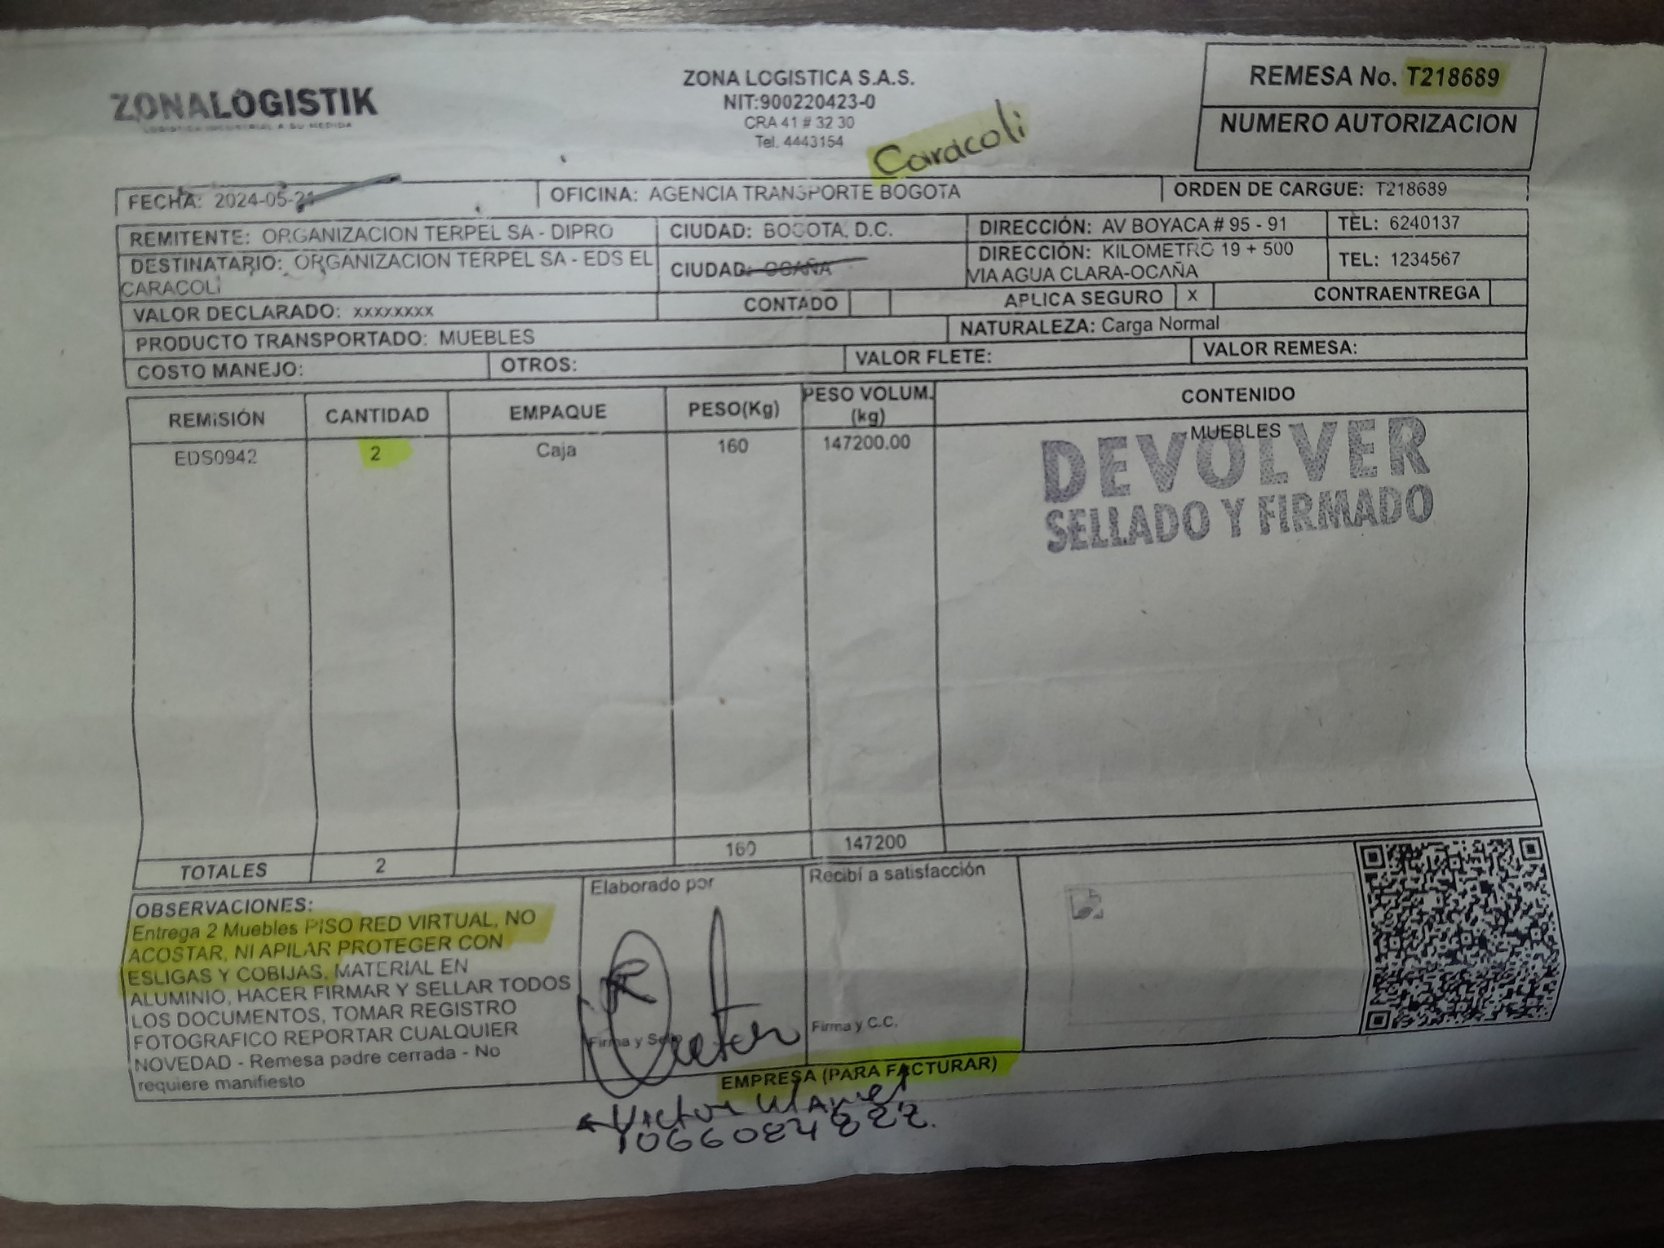 ZONALOGISTIK
LOGISTICA INDUSTRIAL A SU MEDIDA
ZONA LOGISTICA S.A.S.
NIT:900220423-0
CRA 41 # 32 30
Tel. 4443154
Caracoli
REMESA No. T218689
NUMERO AUTORIZACION
FECHA: 2024-05-21
OFICINA: AGENCIA TRANSPORTE BOGOTA
ORDEN DE CARGUE: T218689
REMITENTE: ORGANIZACION TERPEL SA - DIPRO
CIUDAD: BOGOTA, D.C.
DIRECCIÓN: AV BOYACA # 95 - 91
TEL: 6240137
DESTINATARIO: ORGANIZACION TERPEL SA - EDS EL
CARACOLI
CIUDAD: OCAÑA
DIRECCIÓN: KILOMETRO 19 + 500
VIA AGUA CLARA-OCAÑA
TEL: 1234567
VALOR DECLARADO: xxxxxxxx
CONTADO
APLICA SEGURO X
CONTRAENTREGA
PRODUCTO TRANSPORTADO: MUEBLES
NATURALEZA: Carga Normal
COSTO MANEJO:
OTROS:
VALOR FLETE:
VALOR REMESA:
REMISIÓN
CANTIDAD
EMPAQUE
PESO(Kg)
PESO VOLUM.
(kg)
CONTENIDO
EDS0942
2
Caja
160
147200.00
MUEBLES
DEVOLVER
SELLADO Y FIRMADO
TOTALES
2
160
147200
OBSERVACIONES:
Entrega 2 Muebles PISO RED VIRTUAL, NO
ACOSTAR, NI APILAR PROTEGER CON
ESLIGAS Y COBIJAS, MATERIAL EN
ALUMINIO, HACER FIRMAR Y SELLAR TODOS
LOS DOCUMENTOS, TOMAR REGISTRO
FOTOGRAFICO REPORTAR CUALQUIER
NOVEDAD - Remesa padre cerrada - No
requiere manifiesto
Elaborado por
Firma y Sello
Recibí a satisfacción
Firma y C.C.
EMPRESA (PARA FACTURAR)
Victor Manuel
1066084822.